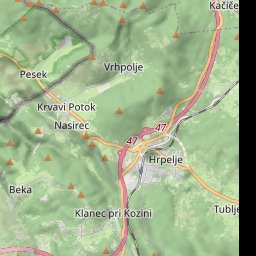 Kačiče
Vrhpolje
Pesek
Krvavi Potok
Nasirec
47
47
Hrpelje
Beka
Tublje
Klanec pri Kozini